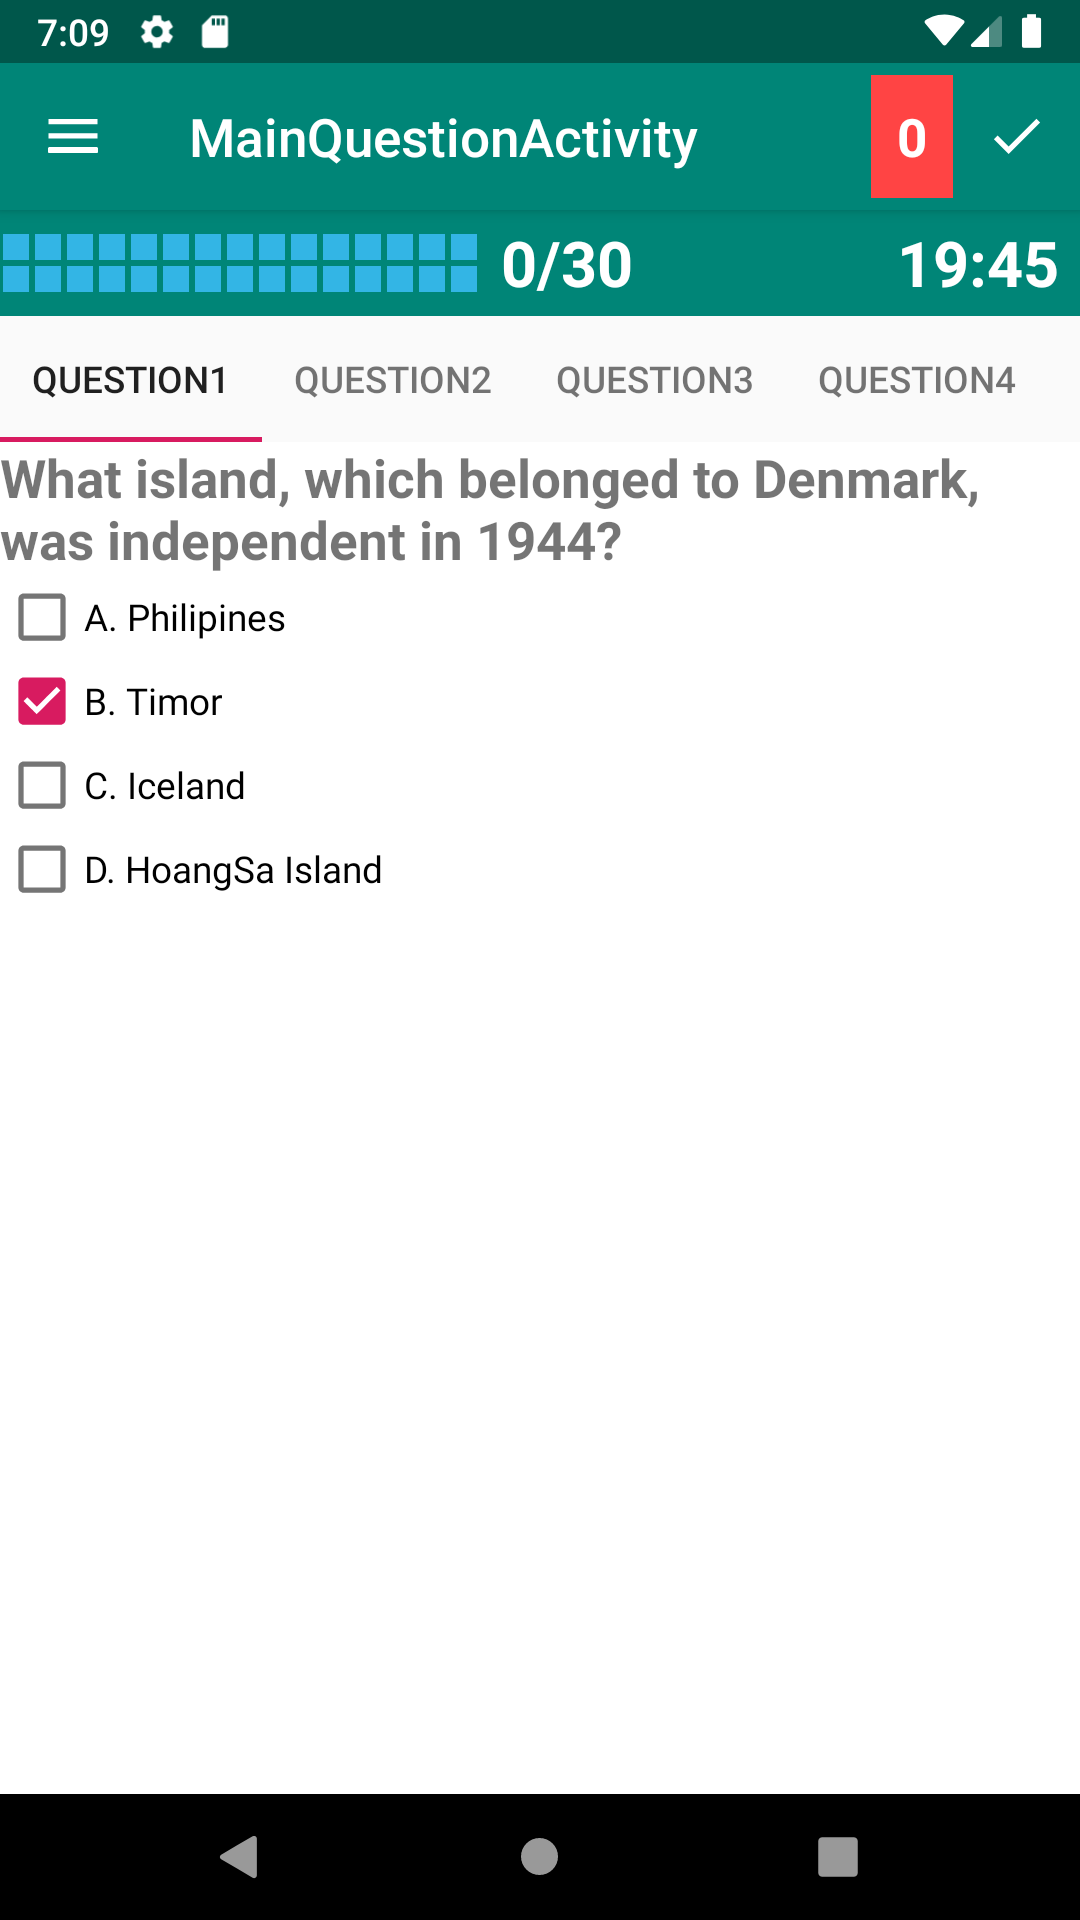 7:09
MainQuestionActivity 0
0/30 19:45
QUESTION1 QUESTION2 QUESTION3 QUESTION4
What island, which belonged to Denmark,
was independent in 1944?
A. Philipines
B. Timor
C. Iceland
D. HoangSa Island